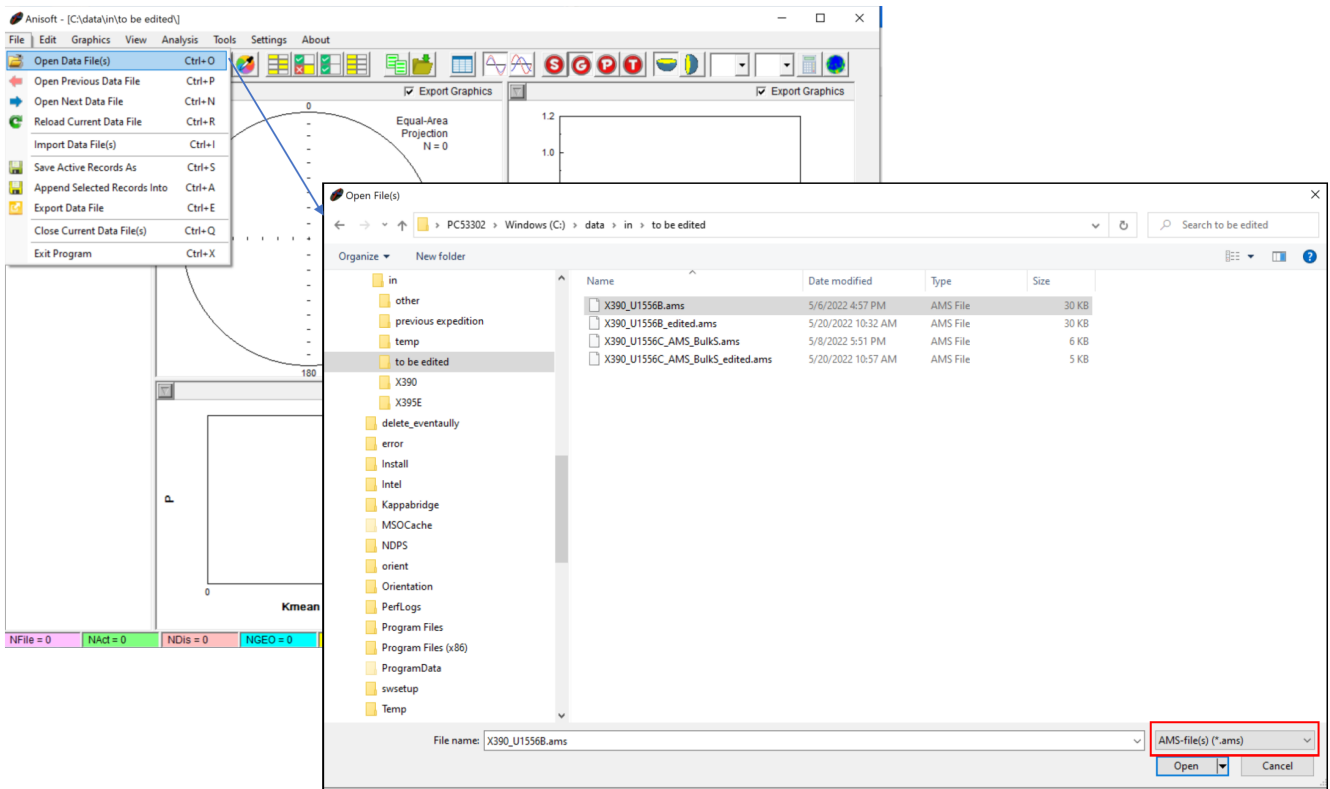 Anisoft - [C:\data\in\to be edited\]
File Edit Graphics View Analysis Tools Settings About
Open Data File(s) Ctrl+O
Open Previous Data File Ctrl+P
Open Next Data File Ctrl+N
Reload Current Data File Ctrl+R
Import Data File(s) Ctrl+I
Save Active Records As Ctrl+S
Append Selected Records Into Ctrl+A
Export Data File Ctrl+E
Close Current Data File(s) Ctrl+Q
Exit Program Ctrl+X
S G P T
Export Graphics
Export Graphics
0
Equal-Area
Projection
N = 0
180
1.2
1.0
P
0
Kmean
NFile = 0 NAct = 0 NDis = 0 NGEO = 0
Open File(s)
PC53302 > Windows (C:) > data > in > to be edited
Search to be edited
Organize New folder
in
other
previous expedition
temp
to be edited
X390
X395E
delete_eventaully
error
Install
Intel
Kappabridge
MSOCache
NDPS
orient
Orientation
PerfLogs
Program Files
Program Files (x86)
ProgramData
swsetup
Temp
Name Date modified Type Size
X390_U1556B.ams 5/6/2022 4:57 PM AMS File 30 KB
X390_U1556B_edited.ams 5/20/2022 10:32 AM AMS File 30 KB
X390_U1556C_AMS_BulkS.ams 5/8/2022 5:51 PM AMS File 6 KB
X390_U1556C_AMS_BulkS_edited.ams 5/20/2022 10:57 AM AMS File 5 KB
File name: X390_U1556B.ams
AMS-file(s) (*.ams)
Open Cancel